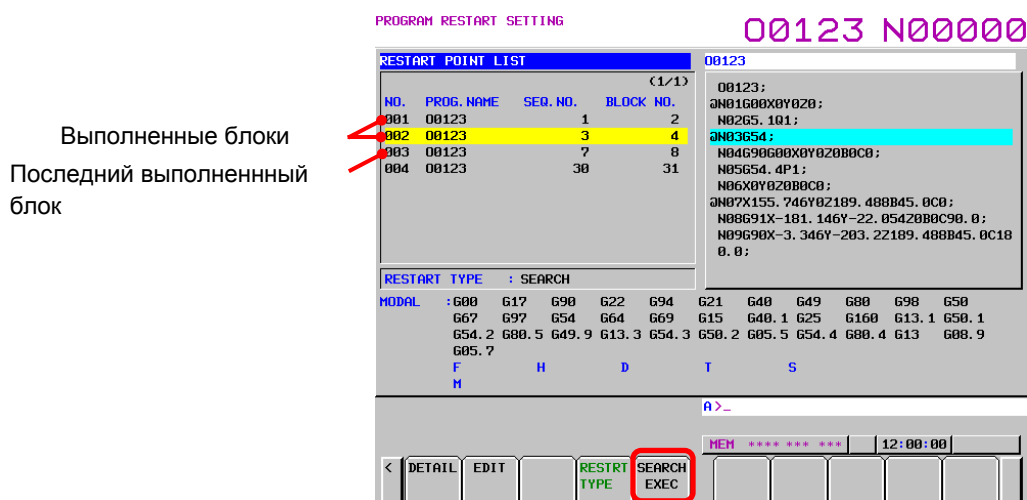 PROGRAM RESTART SETTING
O0123 N00000
RESTART POINT LIST
(1/1)
NO. PROG.NAME SEQ.NO. BLOCK NO.
001 O0123 1 2
002 O0123 3 4
003 O0123 7 8
004 O0123 30 31
Выполненные блоки
Последний выполненнный
блок
RESTART TYPE : SEARCH
O0123
O0123;
@N01G00X0Y0Z0;
N02G5.1Q1;
@N03G54;
N04G90G00X0Y0Z0B0C0;
N05G54.4P1;
N06X0Y0Z0B0C0;
@N07X155.746Y0Z189.488B45.0C0;
N08G91X-181.146Y-22.054Z0B0C90.0;
N09G90X-3.346Y-203.2Z189.488B45.0C18
0.0;
MODAL :G00 G17 G90 G22 G94 G21 G40 G49 G80 G98 G50
G67 G97 G54 G64 G69 G15 G40.1 G25 G160 G13.1 G50.1
G54.2 G80.5 G49.9 G13.3 G54.3 G50.2 G05.5 G54.4 G80.4 G13 G08.9
G05.7
F H D T S
M
A>_
MEM **** *** *** 12:00:00
< DETAIL EDIT RESTRT SEARCH
TYPE EXEC